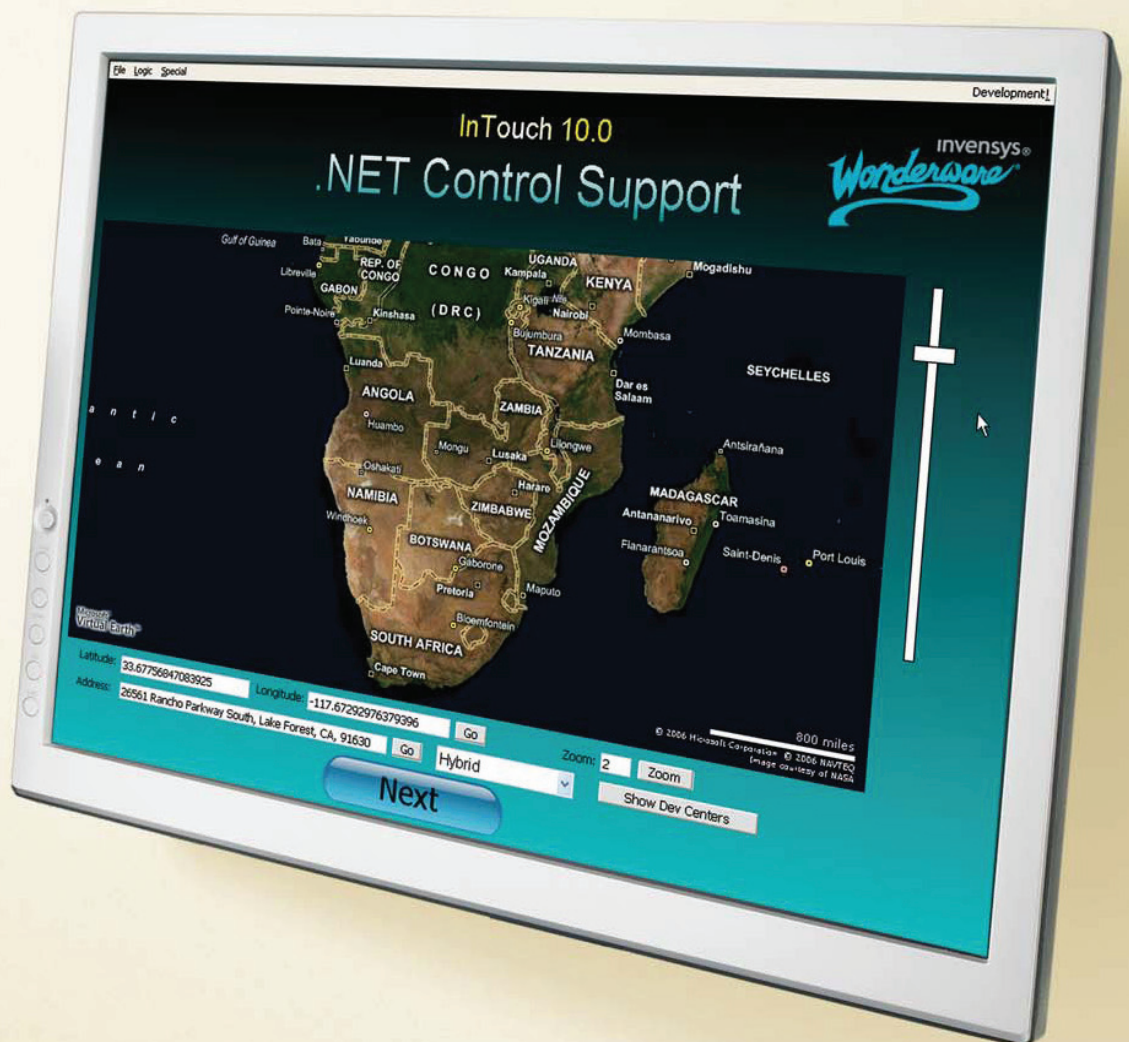 File Logic Special
Development!
InTouch 10.0
.NET Control Support
invensys®
Wonderware
Gulf of Guinea
Bata
Yaounde
REP. OF
CONGO
CONGO
(DRC)
UGANDA
Kampala
KENYA
Mogadishu
Libreville
GABON
Kigali
Nairobi
Pointe-Noire
Kinshasa
Bujumbura
Mombasa
TANZANIA
SEYCHELLES
Luanda
Dar es
Salaam
ANGOLA
ZAMBIA
a n t i c
Huambo
Mongu
Lusaka
Lilongwe
Antsirañana
e a n
Oshakati
Harare
NAMIBIA
ZIMBABWE
MOZAMBIQUE
MADAGASCAR
Antananarivo
Toamasina
Windhoek
BOTSWANA
Fianarantsoa
Saint-Denis
Port Louis
Gaborone
Pretoria
Maputo
Bloemfontein
SOUTH AFRICA
Cape Town
Microsoft®
Virtual Earth™
800 miles
© 2006 Microsoft Corporation © 2006 NAVTEQ
Image courtesy of NASA
Latitude: 33.67756847083925 Longitude: -117.67292976379396 Go
Address: 26561 Rancho Parkway South, Lake Forest, CA, 91630 Go
Hybrid
Zoom: 2 Zoom
Show Dev Centers
Next